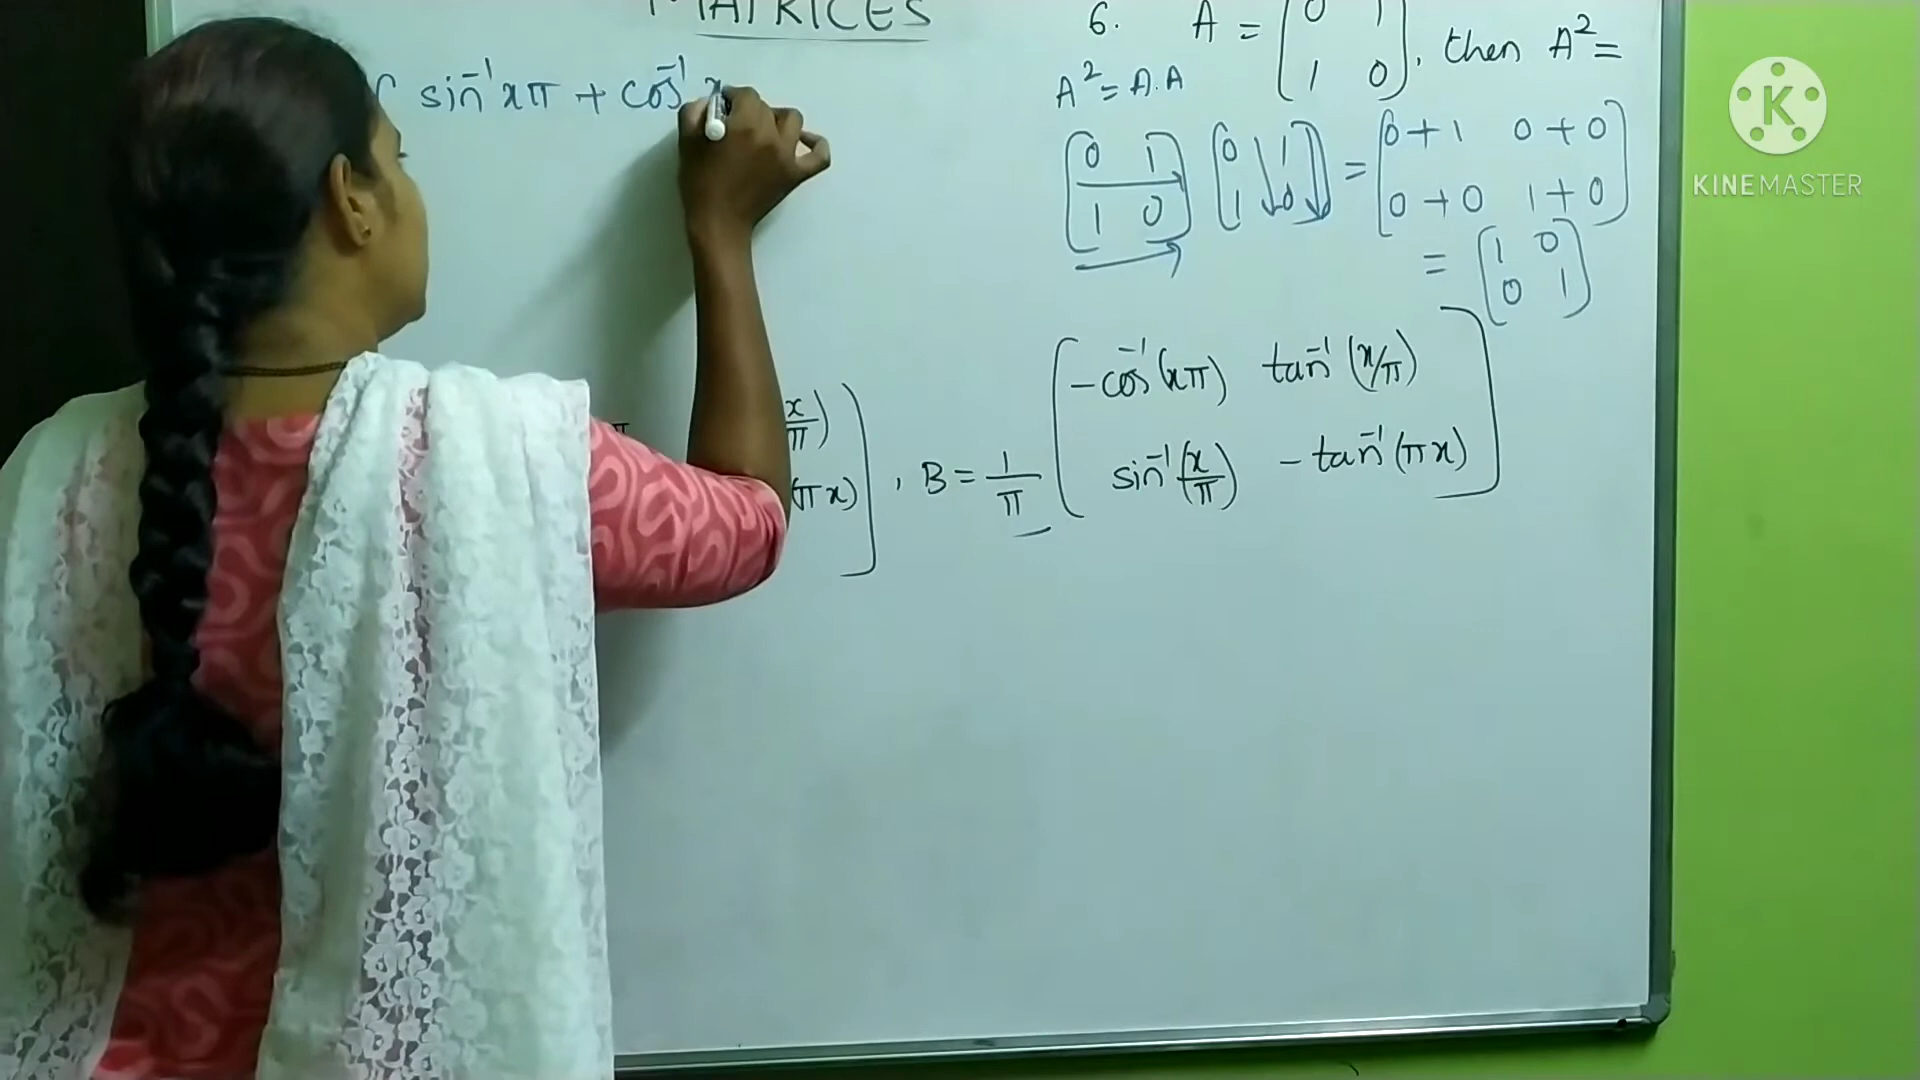 MATRICES
sin⁻¹xπ + cos⁻¹x
6. A = [0 1
1 0], then A² =
A² = A.A
[0 1
1 0] [0 1
1 0] = [0+1 0+0
0+0 1+0]
= [1 0
0 1]
π x/π)
(πx)], B = 1/π [-cos⁻¹(xπ) tan⁻¹(x/π)
sin⁻¹(x/π) -tan⁻¹(πx)]
K
KINEMASTER